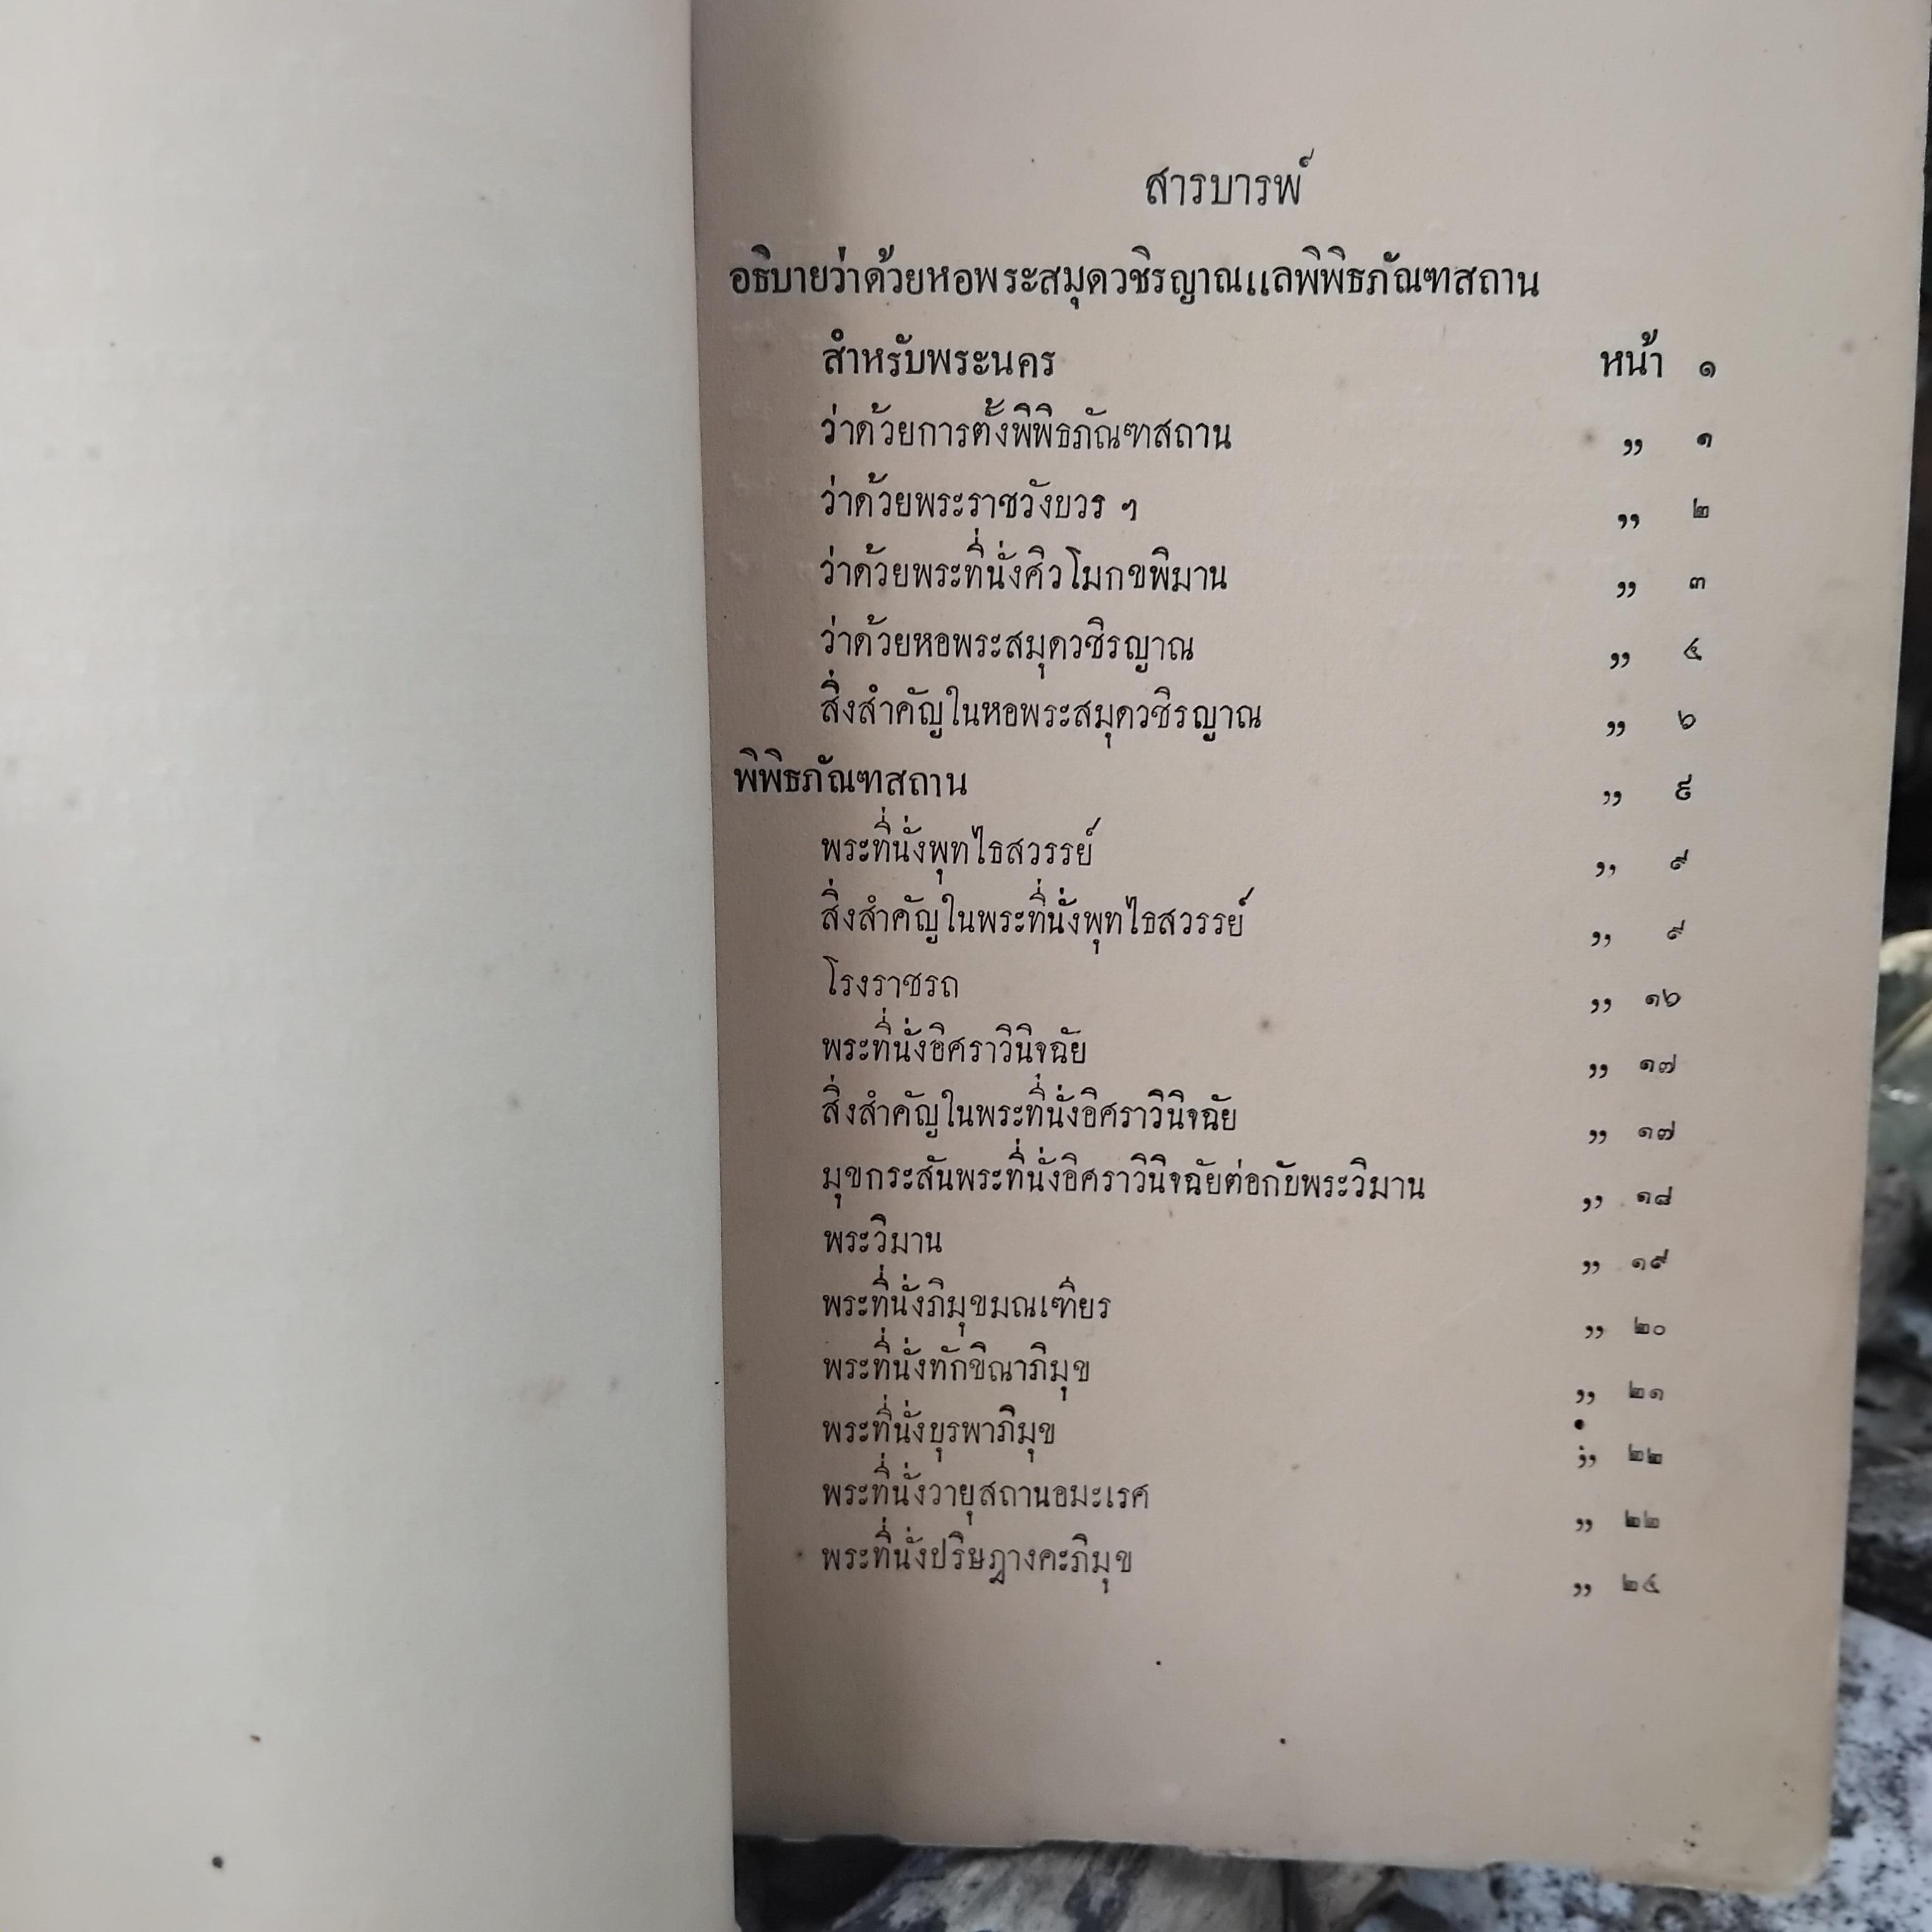 สารบารพ์
อธิบายว่าด้วยหอพระสมุดวชิรญาณแลพิพิธภัณฑสถาน
สำหรับพระนคร หน้า ๑
ว่าด้วยการตั้งพิพิธภัณฑสถาน ,, ๑
ว่าด้วยพระราชวังบวร ฯ ,, ๒
ว่าด้วยพระที่นั่งศิวโมกขพิมาน ,, ๓
ว่าด้วยหอพระสมุดวชิรญาณ ,, ๔
สิ่งสำคัญในหอพระสมุดวชิรญาณ ,, ๖
พิพิธภัณฑสถาน ,, ๙
พระที่นั่งพุทไธสวรรย์ ,, ๙
สิ่งสำคัญในพระที่นั่งพุทไธสวรรย์ ,, ๙
โรงราชรถ ,, ๑๖
พระที่นั่งอิศราวินิจฉัย ,, ๑๗
สิ่งสำคัญในพระที่นั่งอิศราวินิจฉัย ,, ๑๗
มุขกระสันพระที่นั่งอิศราวินิจฉัยต่อกับพระวิมาน ,, ๑๘
พระวิมาน ,, ๑๙
พระที่นั่งภิมุขมณเฑียร ,, ๒๐
พระที่นั่งทักขิณาภิมุข ,, ๒๑
พระที่นั่งบุรพาภิมุข ,, ๒๒
พระที่นั่งวายุสถานอมะเรศ ,, ๒๒
พระที่นั่งปริษฎางคะภิมุข ,, ๒๔